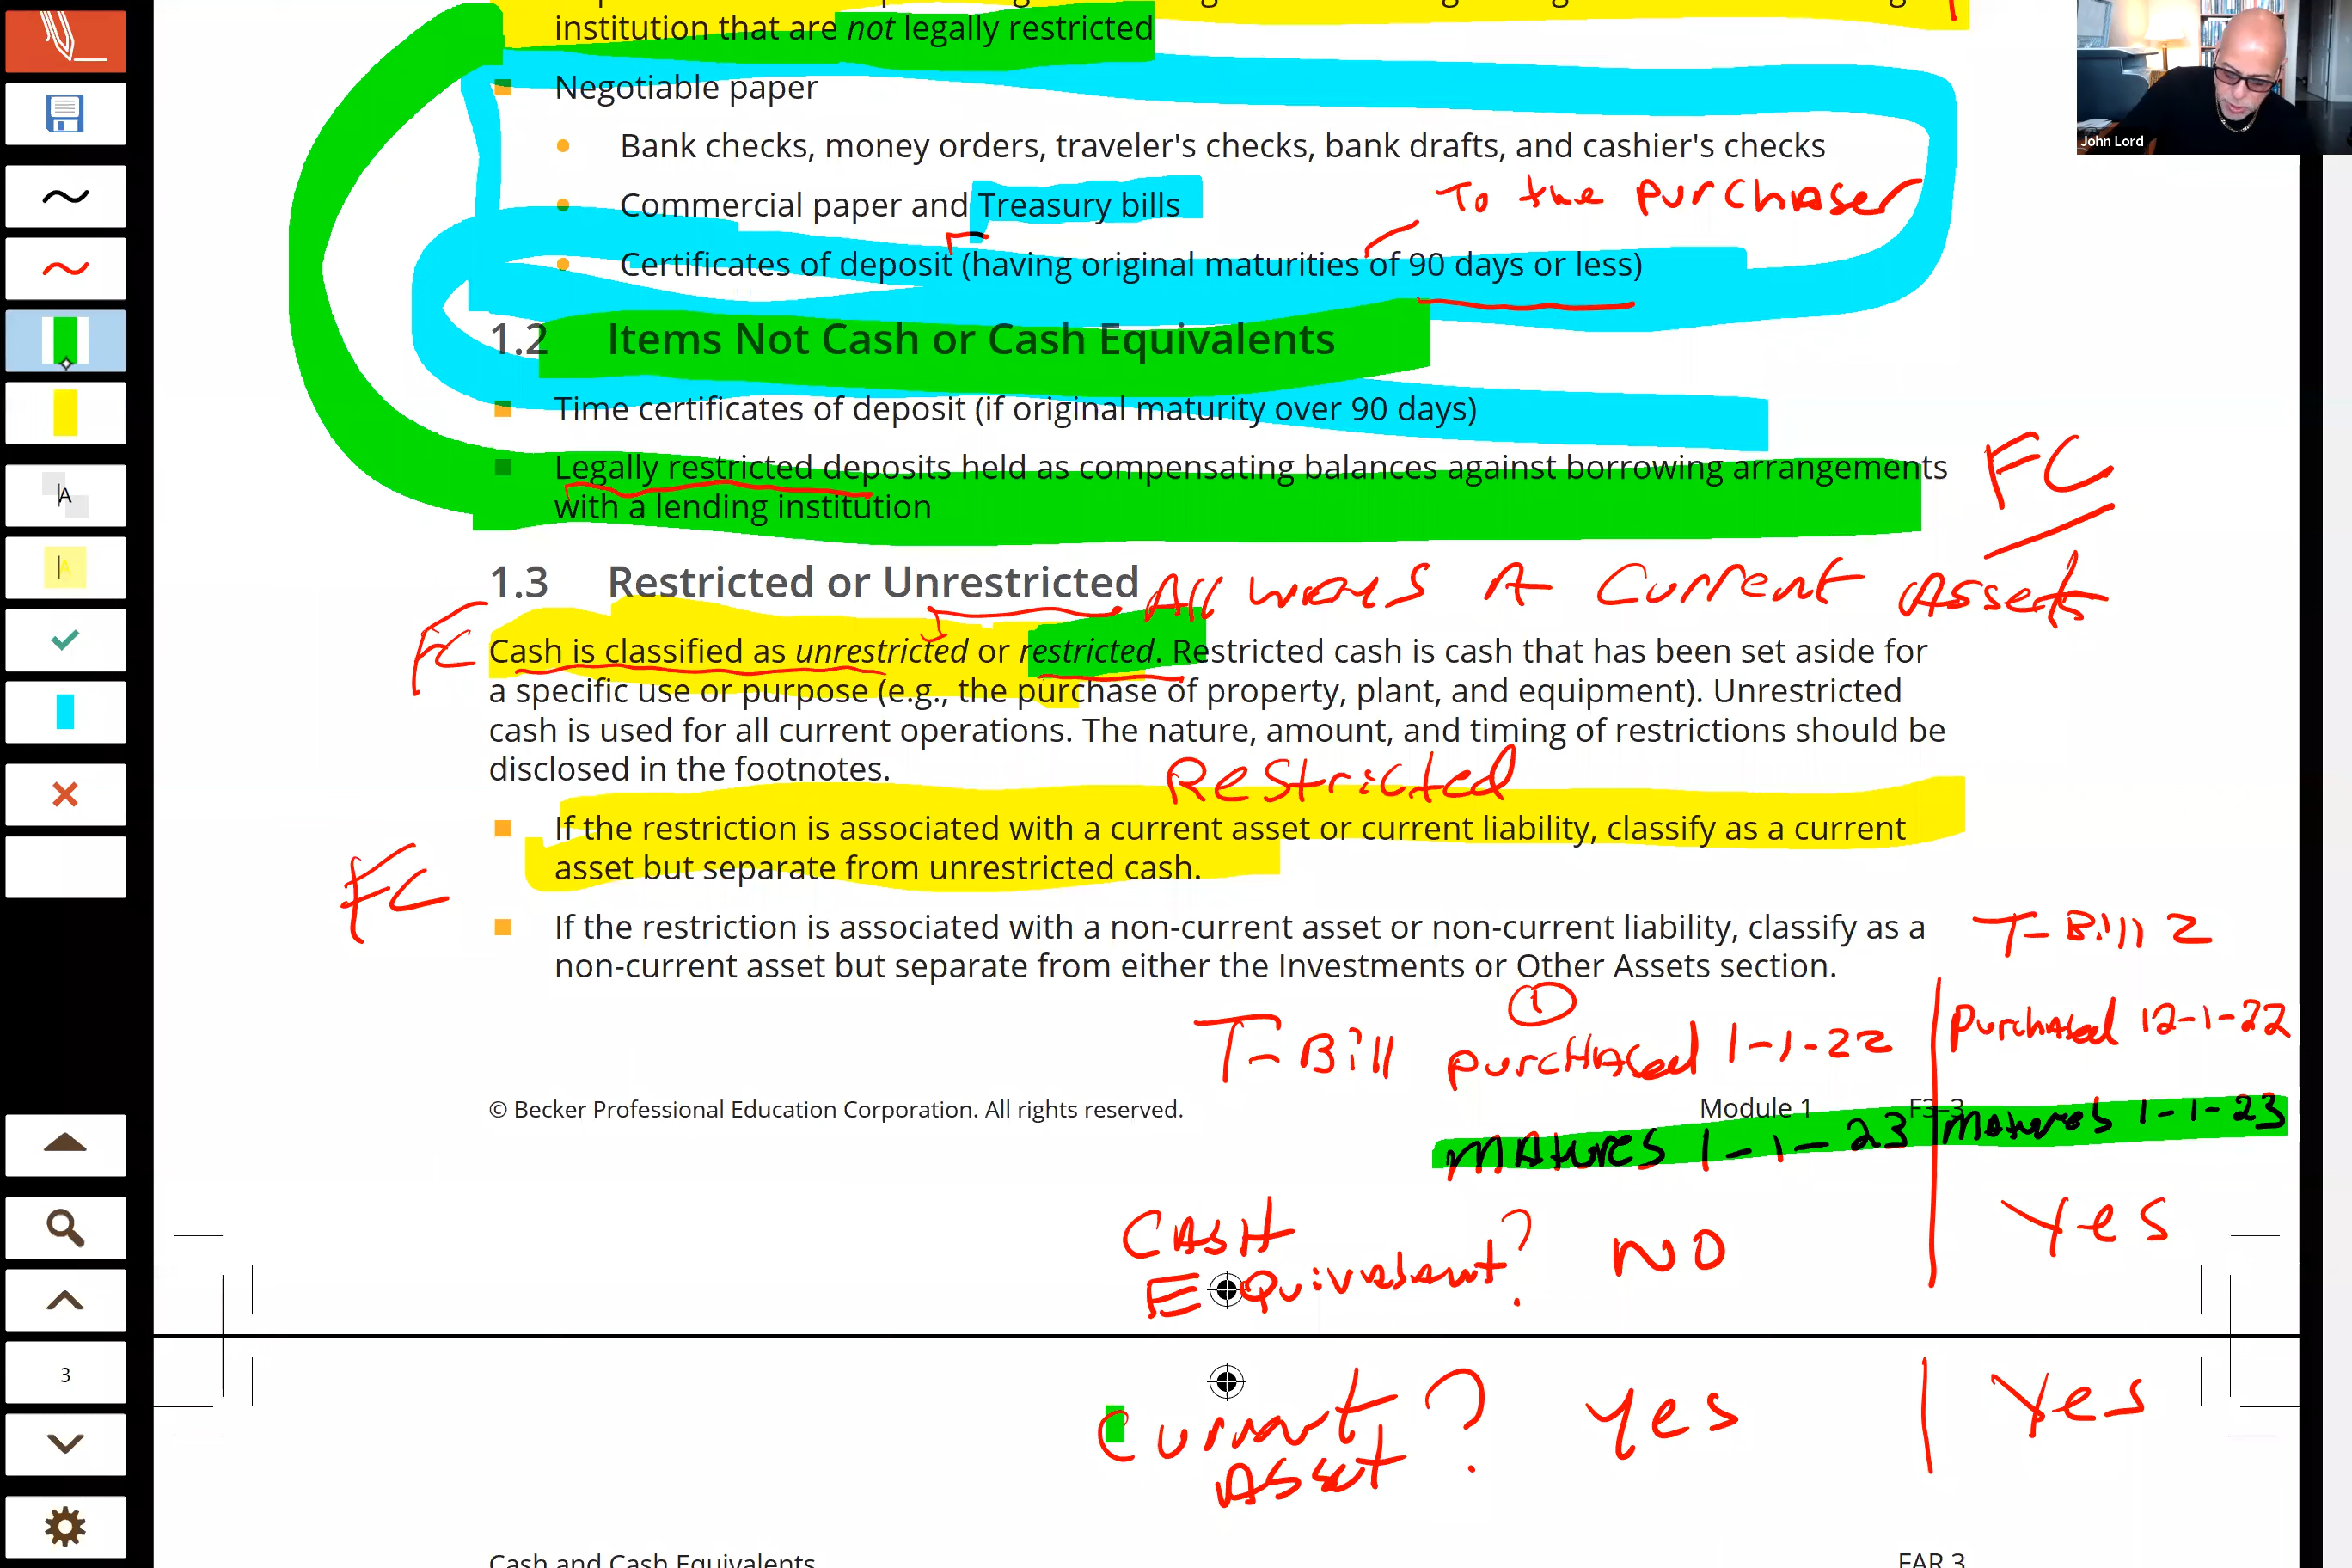 institution that are not legally restricted
Negotiable paper
Bank checks, money orders, traveler's checks, bank drafts, and cashier's checks
Commercial paper and Treasury bills
To the purchaser
Certificates of deposit (having original maturities of 90 days or less)
1.2 Items Not Cash or Cash Equivalents
Time certificates of deposit (if original maturity over 90 days)
Legally restricted deposits held as compensating balances against borrowing arrangements
with a lending institution
FC
1.3 Restricted or Unrestricted
Always A Current Asset
FC
Cash is classified as unrestricted or restricted. Restricted cash is cash that has been set aside for
a specific use or purpose (e.g., the purchase of property, plant, and equipment). Unrestricted
cash is used for all current operations. The nature, amount, and timing of restrictions should be
disclosed in the footnotes.
Restricted
If the restriction is associated with a current asset or current liability, classify as a current
asset but separate from unrestricted cash.
FC
If the restriction is associated with a non-current asset or non-current liability, classify as a
non-current asset but separate from either the Investments or Other Assets section.
T-Bill 2
T-Bill 1 purchased 1-1-22
purchased 12-1-22
© Becker Professional Education Corporation. All rights reserved.
Module 1
F3–3
matures 1-1-23
matures 1-1-23
CASH
Equivalent? NO
Yes
Current
Asset? Yes
Yes
Cash and Cash Equivalents
FAR 3
John Lord
A
A
3